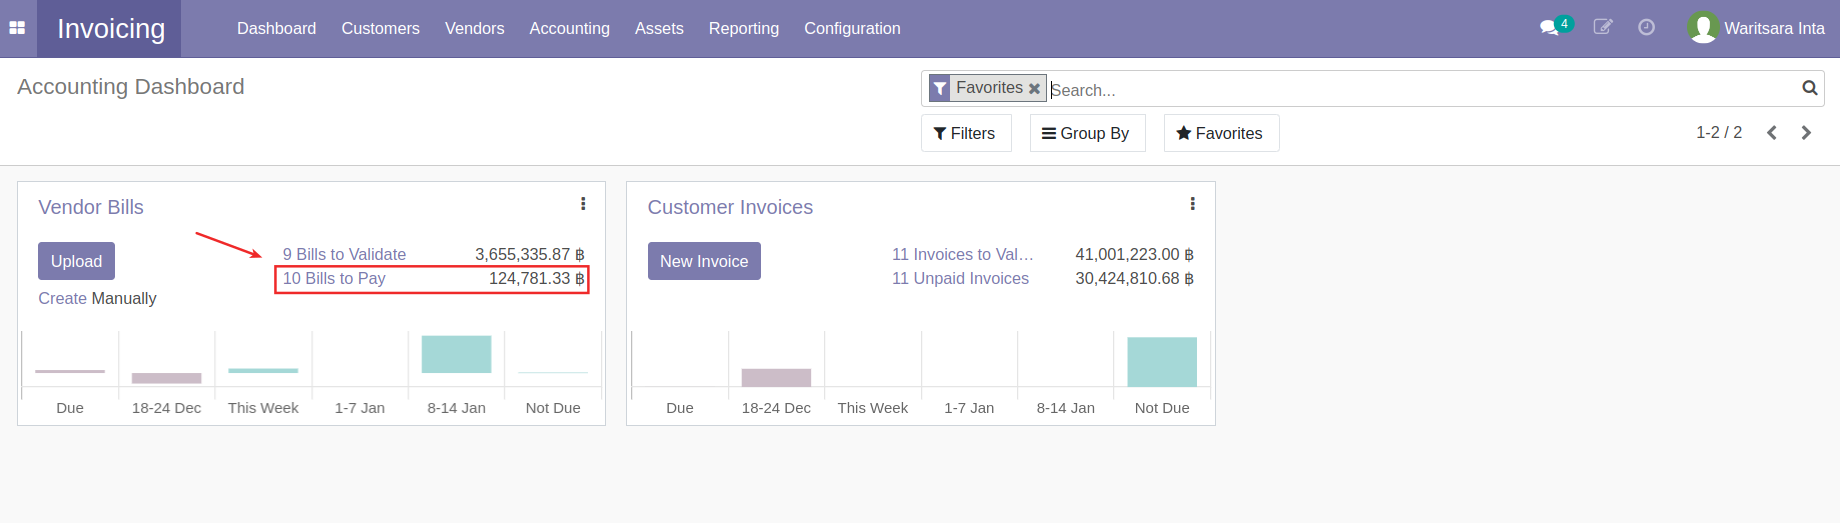 Invoicing Dashboard Customers Vendors Accounting Assets Reporting Configuration 4 Waritsara Inta
Accounting Dashboard
Favorites Search...
Filters Group By Favorites 1-2 / 2
Vendor Bills
Upload
Create Manually
9 Bills to Validate 3,655,335.87 ฿
10 Bills to Pay 124,781.33 ฿
Due 18-24 Dec This Week 1-7 Jan 8-14 Jan Not Due
Customer Invoices
New Invoice
11 Invoices to Val... 41,001,223.00 ฿
11 Unpaid Invoices 30,424,810.68 ฿
Due 18-24 Dec This Week 1-7 Jan 8-14 Jan Not Due